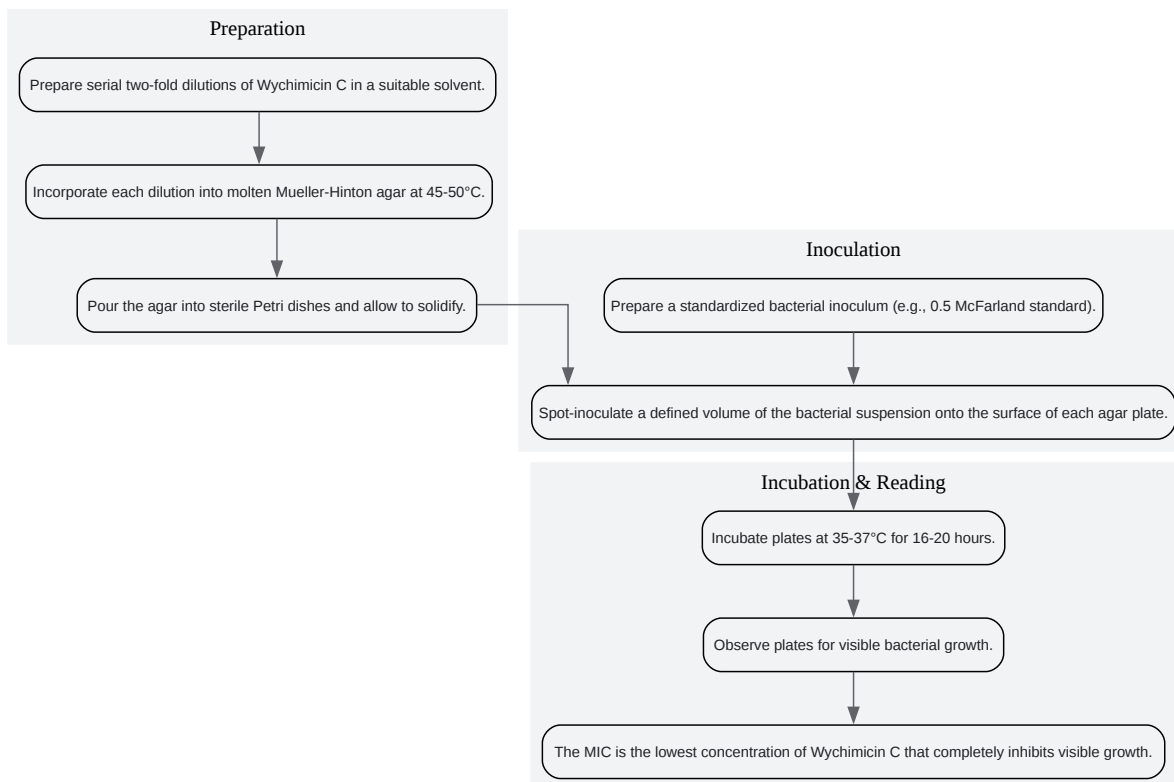 Preparation
Prepare serial two-fold dilutions of Wychimicin C in a suitable solvent.
Incorporate each dilution into molten Mueller-Hinton agar at 45-50°C.
Pour the agar into sterile Petri dishes and allow to solidify.
Inoculation
Prepare a standardized bacterial inoculum (e.g., 0.5 McFarland standard).
Spot-inoculate a defined volume of the bacterial suspension onto the surface of each agar plate.
Incubation & Reading
Incubate plates at 35-37°C for 16-20 hours.
Observe plates for visible bacterial growth.
The MIC is the lowest concentration of Wychimicin C that completely inhibits visible growth.